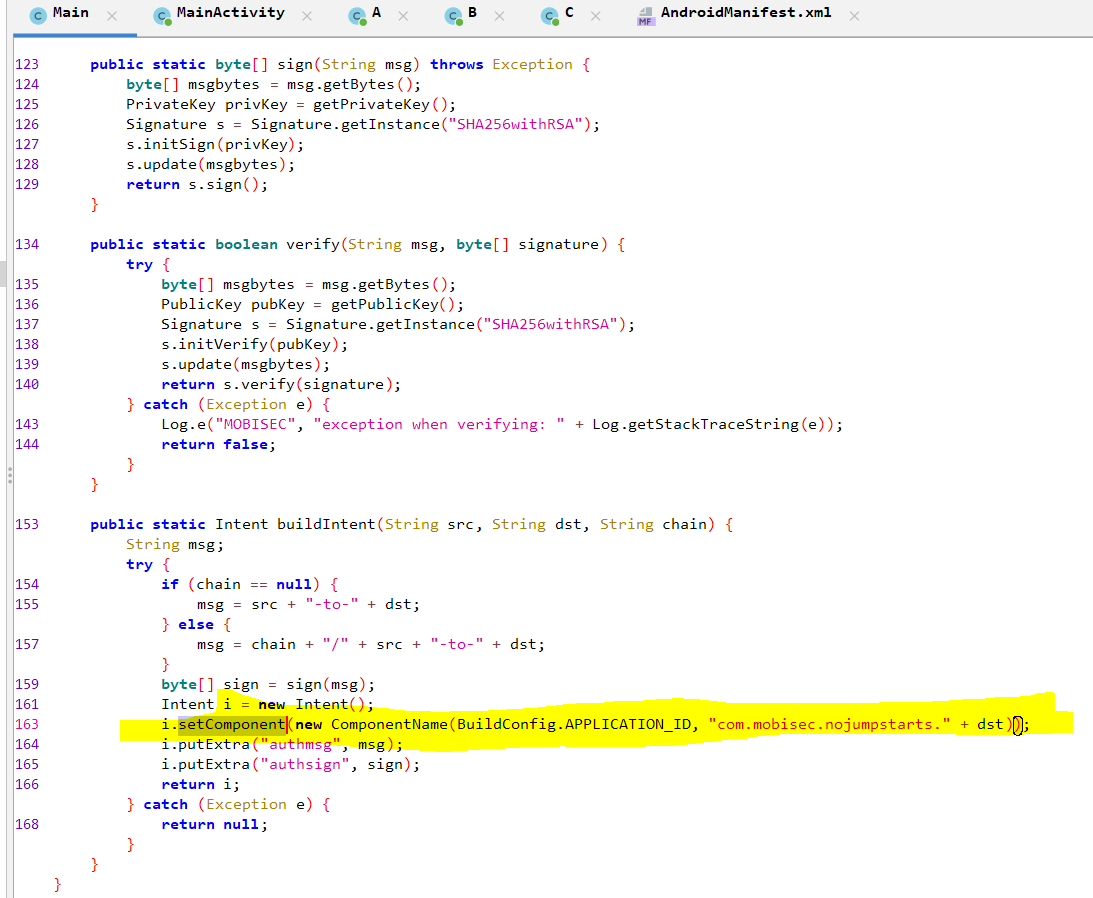 Main MainActivity A B C MF AndroidManifest.xml
123 public static byte[] sign(String msg) throws Exception {
124 byte[] msgbytes = msg.getBytes();
125 PrivateKey privKey = getPrivateKey();
126 Signature s = Signature.getInstance("SHA256withRSA");
127 s.initSign(privKey);
128 s.update(msgbytes);
129 return s.sign();
}
134 public static boolean verify(String msg, byte[] signature) {
try {
135 byte[] msgbytes = msg.getBytes();
136 PublicKey pubKey = getPublicKey();
137 Signature s = Signature.getInstance("SHA256withRSA");
138 s.initVerify(pubKey);
139 s.update(msgbytes);
140 return s.verify(signature);
} catch (Exception e) {
143 Log.e("MOBISEC", "exception when verifying: " + Log.getStackTraceString(e));
144 return false;
}
}
153 public static Intent buildIntent(String src, String dst, String chain) {
String msg;
try {
154 if (chain == null) {
155 msg = src + "-to-" + dst;
} else {
157 msg = chain + "/" + src + "-to-" + dst;
}
159 byte[] sign = sign(msg);
161 Intent i = new Intent();
163 i.setComponent(new ComponentName(BuildConfig.APPLICATION_ID, "com.mobisec.nojumpstarts." + dst));
164 i.putExtra("authmsg", msg);
165 i.putExtra("authsign", sign);
166 return i;
} catch (Exception e) {
168 return null;
}
}
}